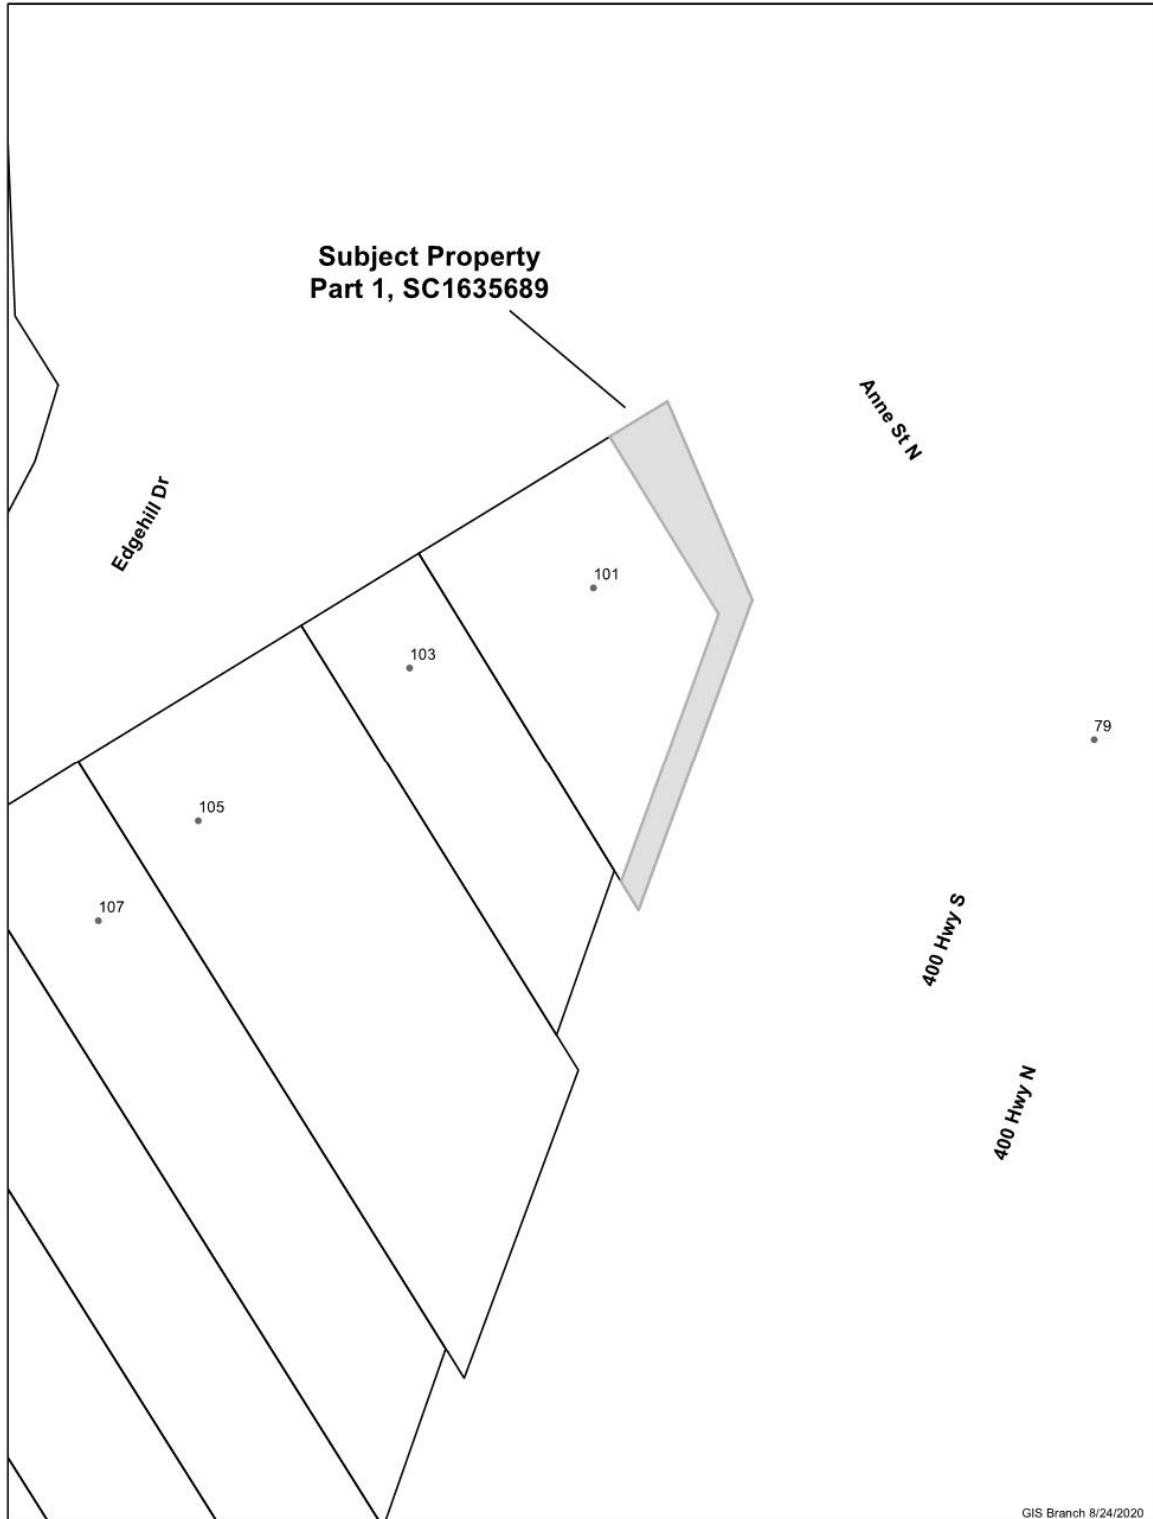 Subject Property
Part 1, SC1635689
Anne St N
Edgehill Dr
101
103
79
105
107
400 Hwy S
400 Hwy N
GIS Branch 8/24/2020